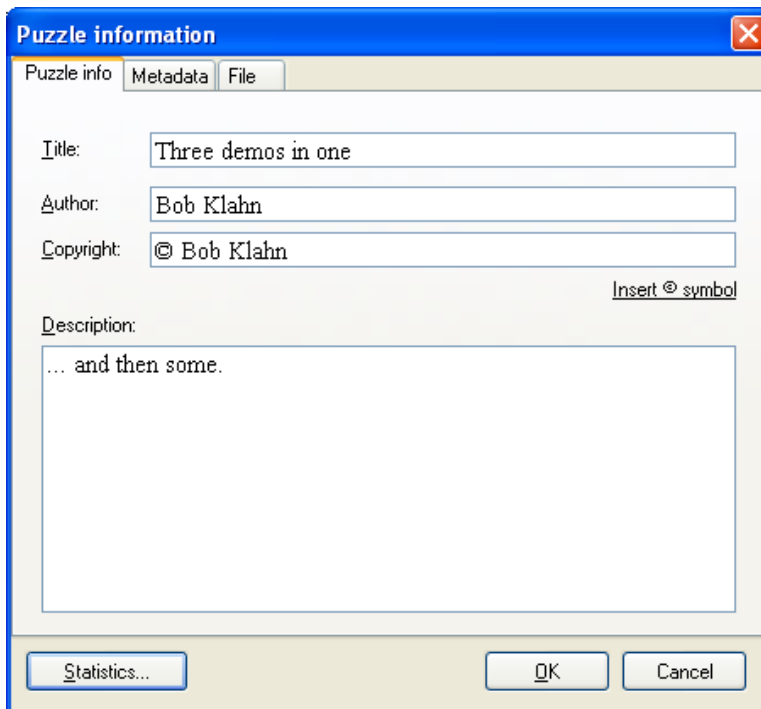 Puzzle information
Puzzle info Metadata File
Title: Three demos in one
Author: Bob Klahn
Copyright: © Bob Klahn
Insert © symbol
Description:
... and then some.
Statistics... OK Cancel